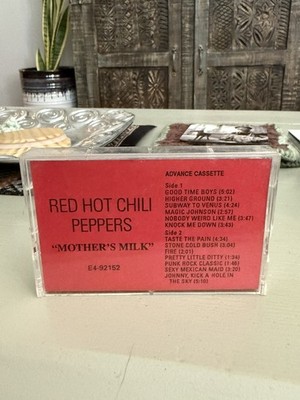 RED HOT CHILI
PEPPERS
"MOTHER'S MILK"
E4-92152
ADVANCE CASSETTE
Side 1
GOOD TIME BOYS (5:02)
HIGHER GROUND (3:21)
SUBWAY TO VENUS (4:24)
MAGIC JOHNSON (2:57)
NOBODY WEIRD LIKE ME (3:47)
KNOCK ME DOWN (3:43)
Side 2
TASTE THE PAIN (4:34)
STONE COLD BUSH (3:04)
FIRE (2:01)
PRETTY LITTLE DITTY (1:34)
PUNK ROCK CLASSIC (1:45)
SEXY MEXICAN MAID (3:20)
JOHNNY, KICK A HOLE IN
THE SKY (5:10)